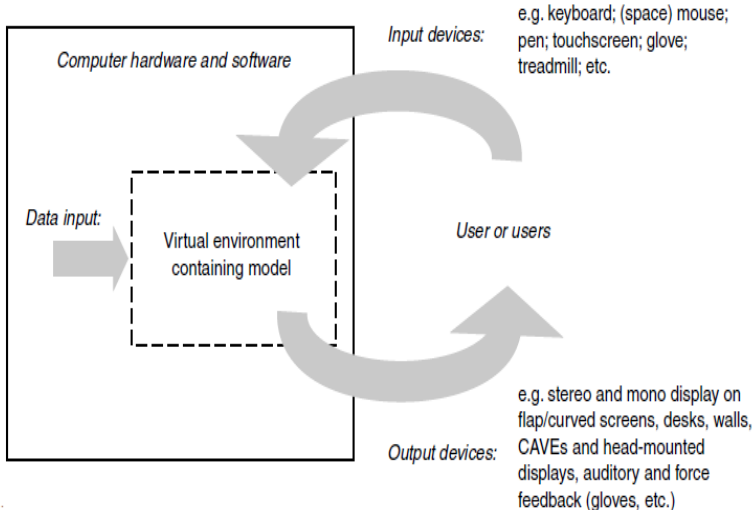 Input devices:
e.g. keyboard; (space) mouse;
pen; touchscreen; glove;
treadmill; etc.
Computer hardware and software
Data input:
Virtual environment
containing model
User or users
Output devices:
e.g. stereo and mono display on
flap/curved screens, desks, walls,
CAVEs and head-mounted
displays, auditory and force
feedback (gloves, etc.)